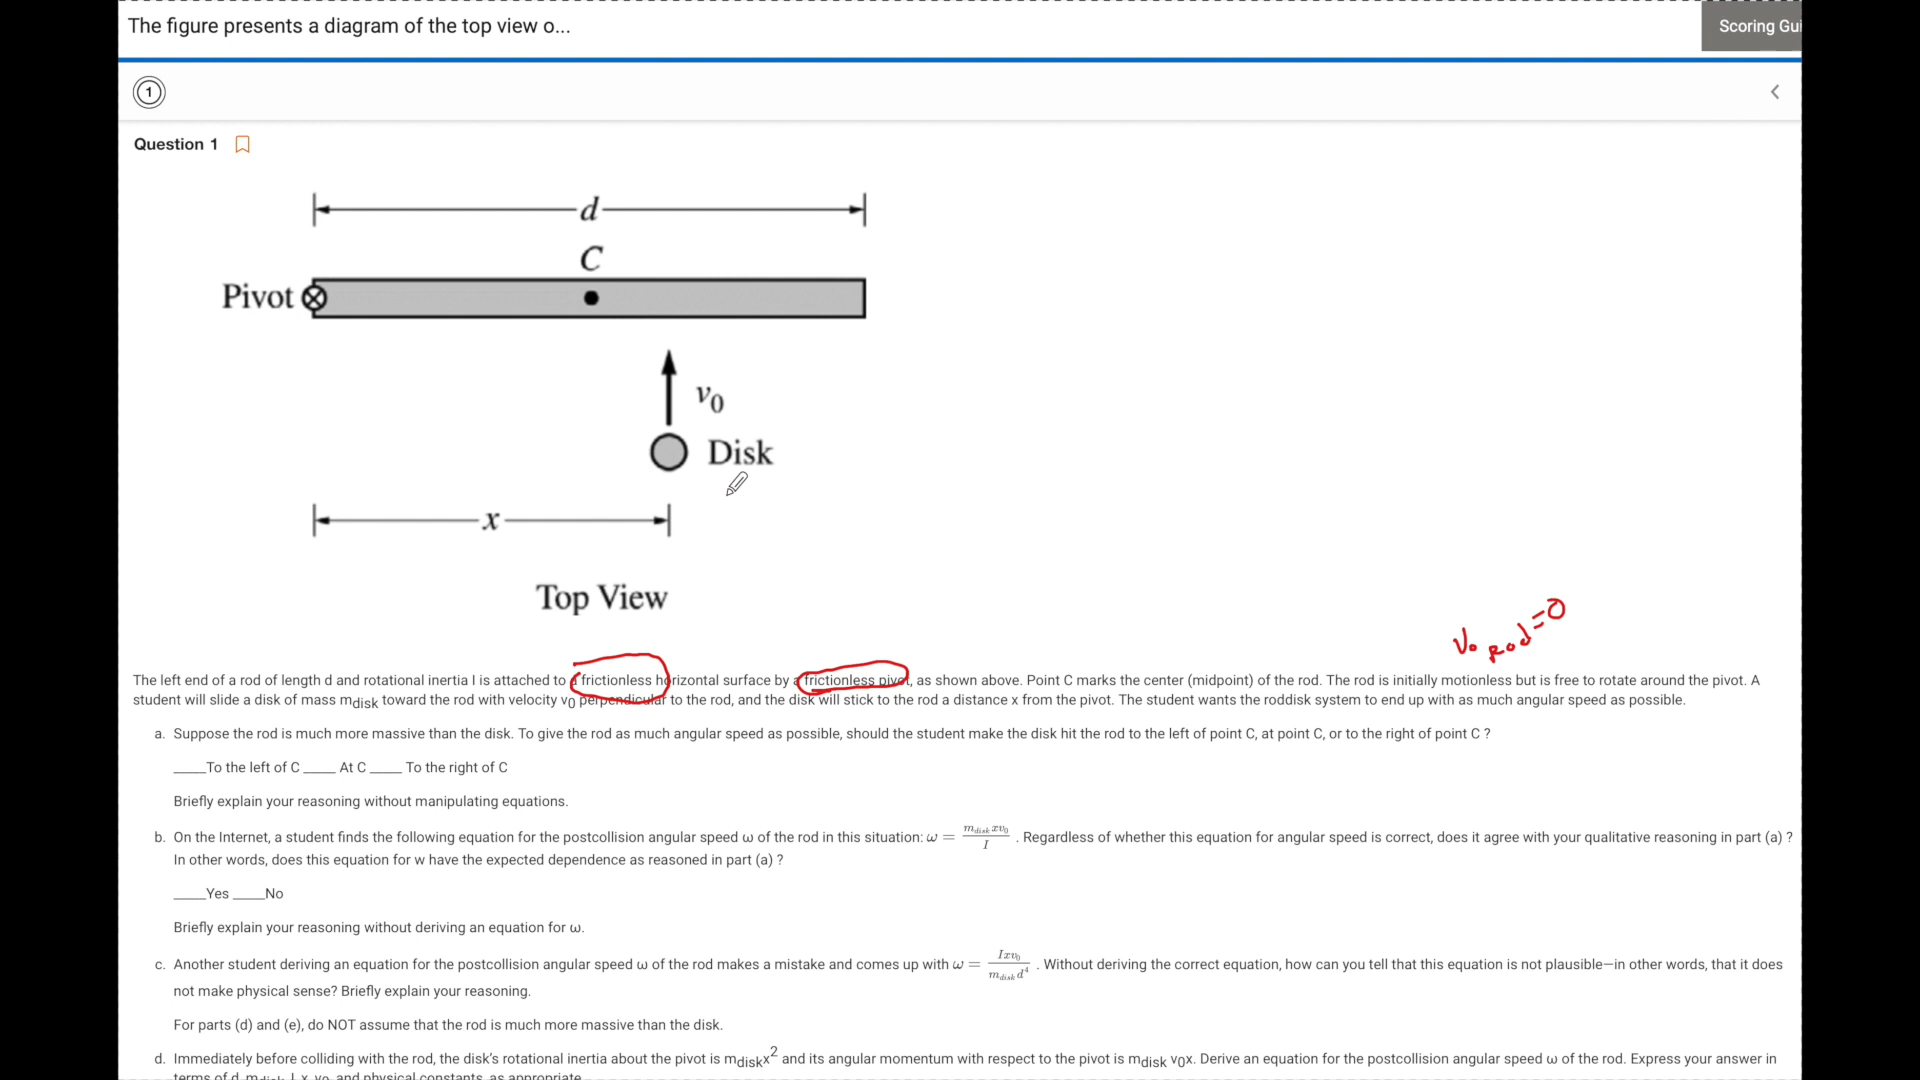 The figure presents a diagram of the top view o...
Scoring Gui
1
Question 1
d
C
Pivot
v0
Disk
x
Top View
v0 Rod=0
The left end of a rod of length d and rotational inertia I is attached to a frictionless horizontal surface by a frictionless pivot, as shown above. Point C marks the center (midpoint) of the rod. The rod is initially motionless but is free to rotate around the pivot. A
student will slide a disk of mass mdisk toward the rod with velocity v0 perpendicular to the rod, and the disk will stick to the rod a distance x from the pivot. The student wants the roddisk system to end up with as much angular speed as possible.
a. Suppose the rod is much more massive than the disk. To give the rod as much angular speed as possible, should the student make the disk hit the rod to the left of point C, at point C, or to the right of point C ?
____To the left of C ____ At C ____ To the right of C
Briefly explain your reasoning without manipulating equations.
b. On the Internet, a student finds the following equation for the postcollision angular speed ω of the rod in this situation: ω = mdisk xv0 / I . Regardless of whether this equation for angular speed is correct, does it agree with your qualitative reasoning in part (a) ?
In other words, does this equation for w have the expected dependence as reasoned in part (a) ?
____Yes ____No
Briefly explain your reasoning without deriving an equation for ω.
c. Another student deriving an equation for the postcollision angular speed ω of the rod makes a mistake and comes up with ω = Ixv0 / mdisk d⁴ . Without deriving the correct equation, how can you tell that this equation is not plausible—in other words, that it does
not make physical sense? Briefly explain your reasoning.
For parts (d) and (e), do NOT assume that the rod is much more massive than the disk.
d. Immediately before colliding with the rod, the disk's rotational inertia about the pivot is mdiskx² and its angular momentum with respect to the pivot is mdisk v0x. Derive an equation for the postcollision angular speed ω of the rod. Express your answer in
terms of d, mdisk, I, x, v0, and physical constants, as appropriate.